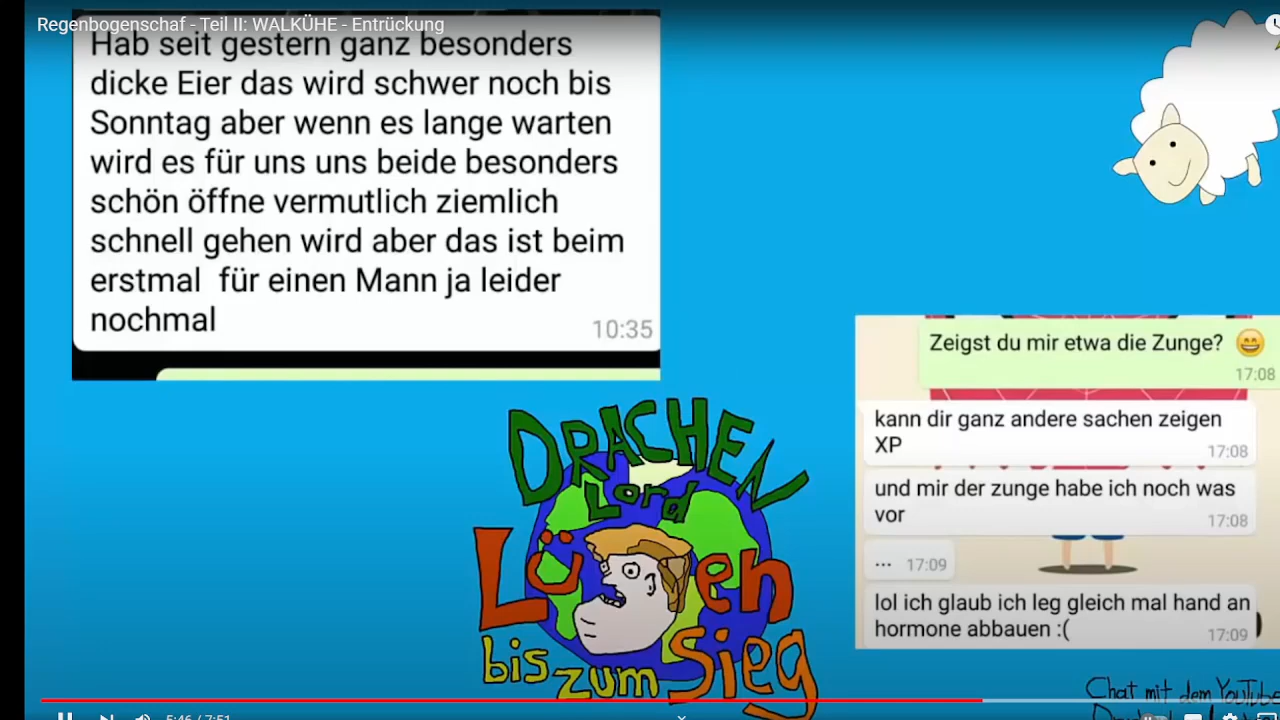 Regenbogenschaf - Teil II: WALKÜHE - Entrückung
Hab seit gestern ganz besonders
dicke Eier das wird schwer noch bis
Sonntag aber wenn es lange warten
wird es für uns uns beide besonders
schön öffne vermutlich ziemlich
schnell gehen wird aber das ist beim
erstmal für einen Mann ja leider
nochmal
10:35
Zeigst du mir etwa die Zunge? 😄
17:08
kann dir ganz andere sachen zeigen
XP
17:08
und mir der zunge habe ich noch was
vor
17:08
... 17:09
lol ich glaub ich leg gleich mal hand an
hormone abbauen :(
17:09
DRACHEN
Lord
Lüen
bis zum Sieg
Chat mit dem YouTube
5:46 / 7:51